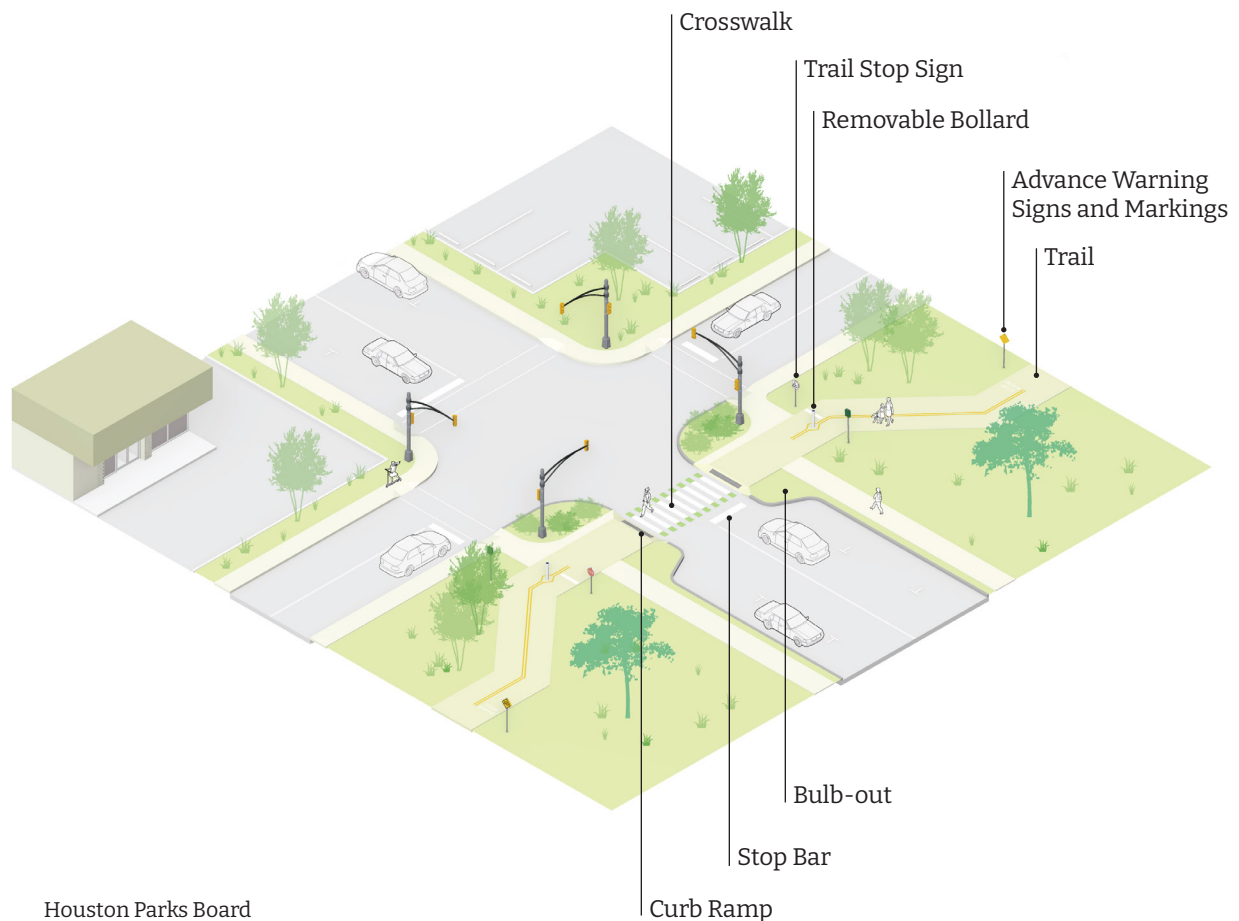 Crosswalk
Trail Stop Sign
Removable Bollard
Advance Warning
Signs and Markings
Trail
Bulb-out
Stop Bar
Curb Ramp
Houston Parks Board